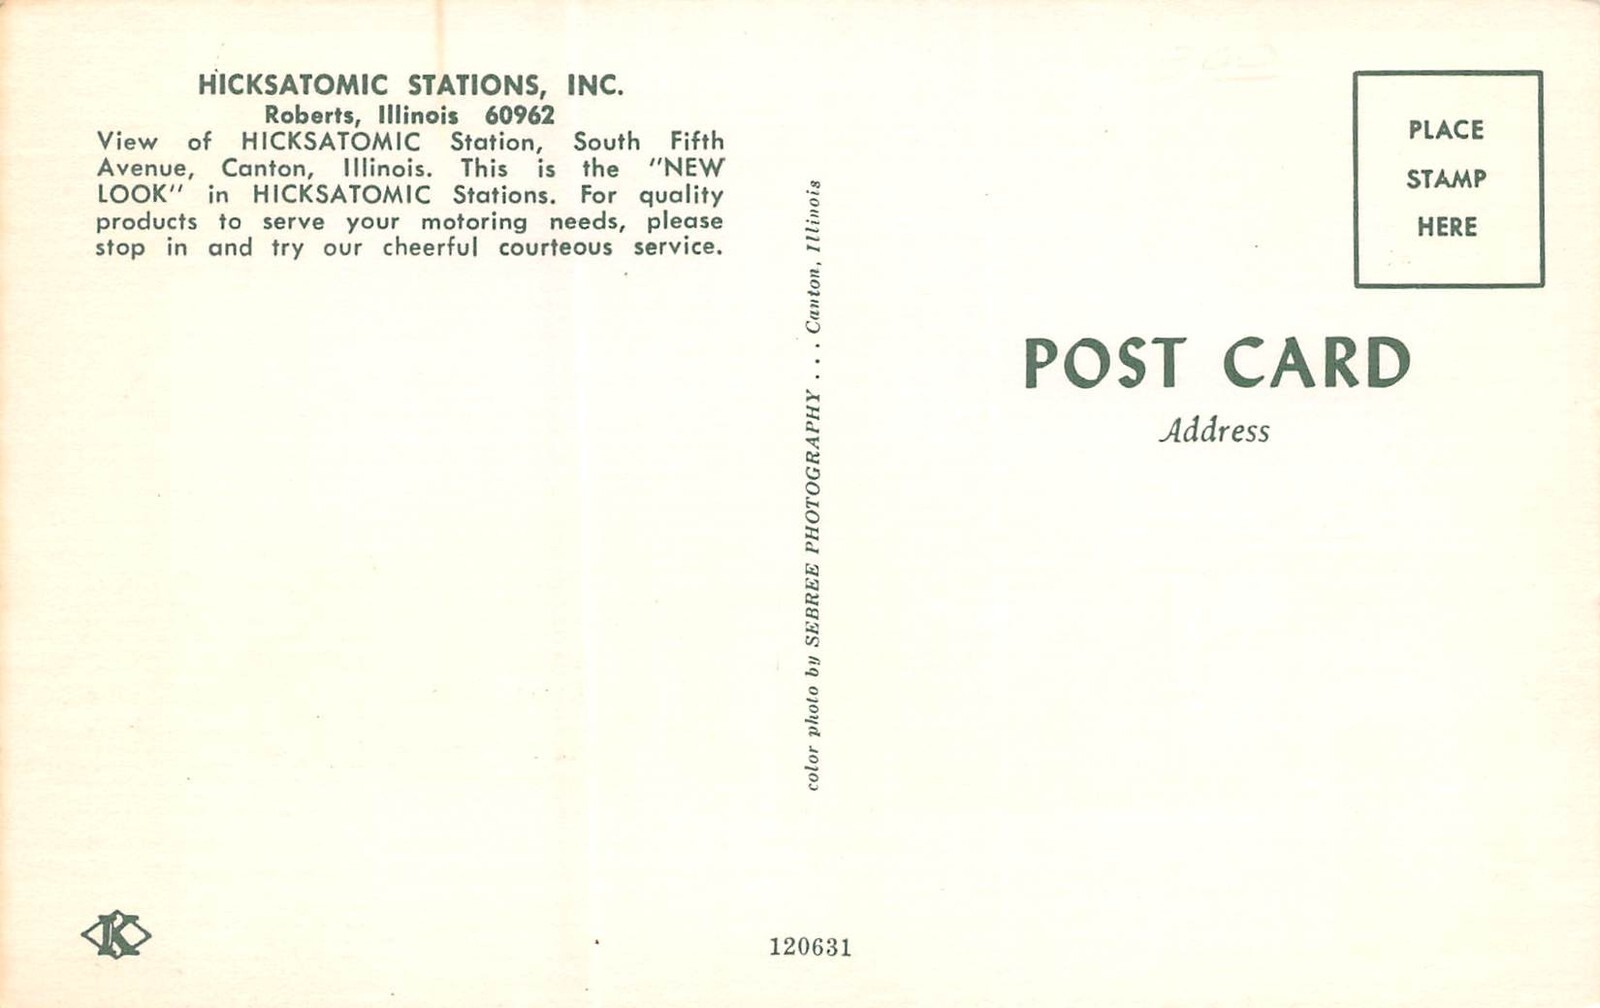 HICKSATOMIC STATIONS, INC.
Roberts, Illinois 60962
View of HICKSATOMIC Station, South Fifth
Avenue, Canton, Illinois. This is the "NEW
LOOK" in HICKSATOMIC Stations. For quality
products to serve your motoring needs, please
stop in and try our cheerful courteous service.
color photo by SEBREE PHOTOGRAPHY . . . Canton, Illinois
PLACE
STAMP
HERE
POST CARD
Address
K
120631